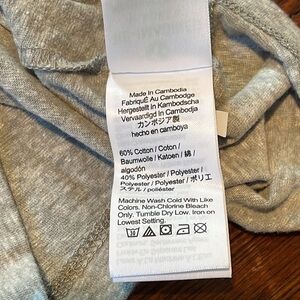 Made In Cambodia
FabriquÉ Au Cambodge
Hergestellt in Kambodscha
Vervaardigd In Cambodja
カンボジア製
hecho en camboya
60% Cotton / Coton /
Baumwolle / Katoen / 綿 /
algodón
40% Polyester / Polyester /
Polyester / Polyester / ポリエ
ステル / poliéster
Machine Wash Cold With Like
Colors. Non-Chlorine Bleach
Only. Tumble Dry Low. Iron on
Lowest Setting.